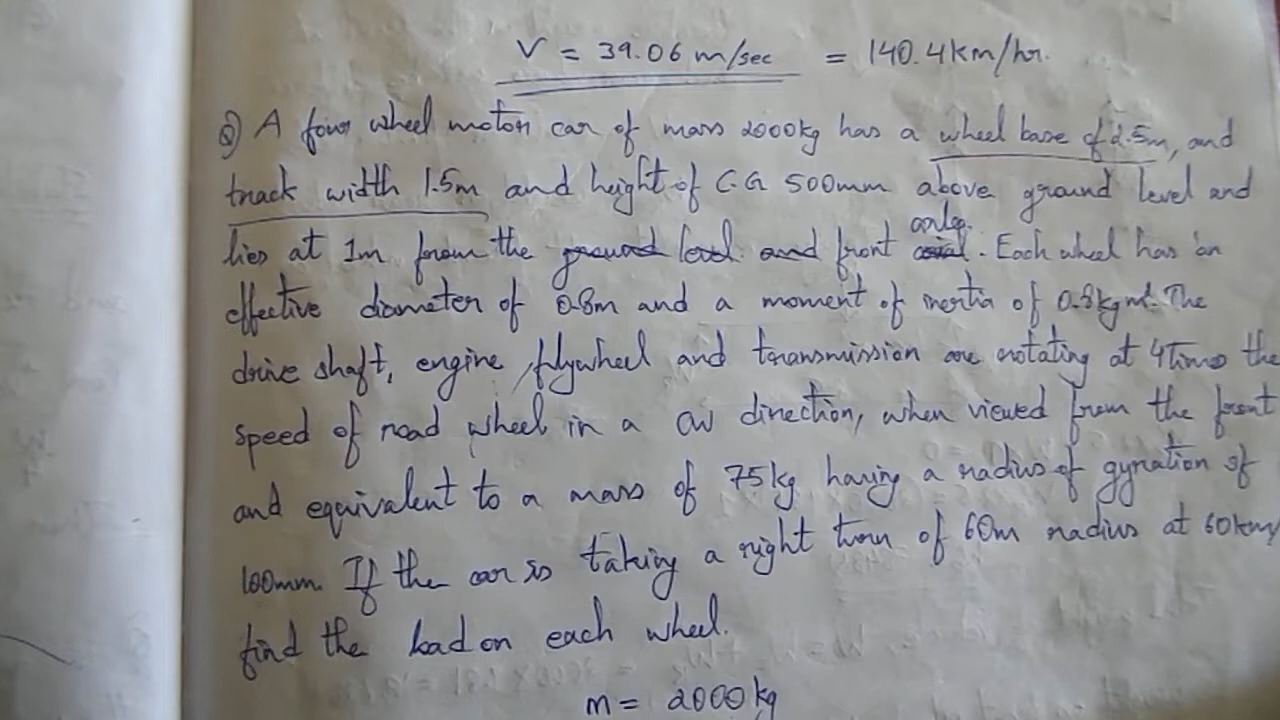 V = 39.06 m/sec = 140.4 km/hr.
Q) A four wheel motor car of mass 2000kg has a wheel base of 2.5m, and
track width 1.5m and height of C.G 500mm above ground level and
lies at 1m from the ground level and front axle. Each wheel has an
effective diameter of 0.8m and a moment of inertia of 0.8kgm². The
drive shaft, engine, flywheel and transmission are rotating at 4 times the
speed of road wheel in a CW direction, when viewed from the front
and equivalent to a mass of 75kg having a radius of gyration of
100mm. If the car is taking a right turn of 60m radius at 60km/
find the load on each wheel.
m = 2000kg